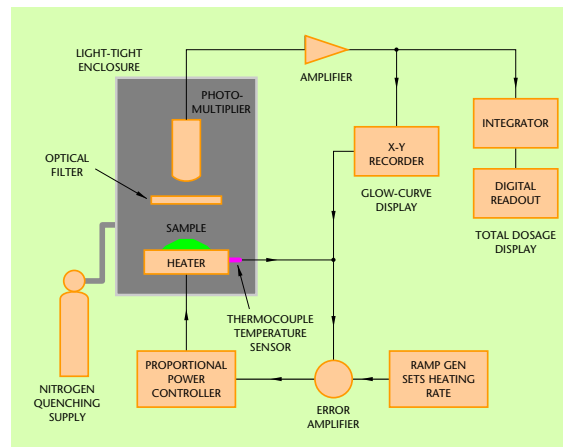 LIGHT-TIGHT
ENCLOSURE
PHOTO-
MULTIPLIER
AMPLIFIER
X-Y
RECORDER
GLOW-CURVE
DISPLAY
INTEGRATOR
DIGITAL
READOUT
TOTAL DOSAGE
DISPLAY
OPTICAL
FILTER
SAMPLE
HEATER
THERMOCOUPLE
TEMPERATURE
SENSOR
NITROGEN
QUENCHING
SUPPLY
PROPORTIONAL
POWER
CONTROLLER
ERROR
AMPLIFIER
RAMP GEN
SETS HEATING
RATE